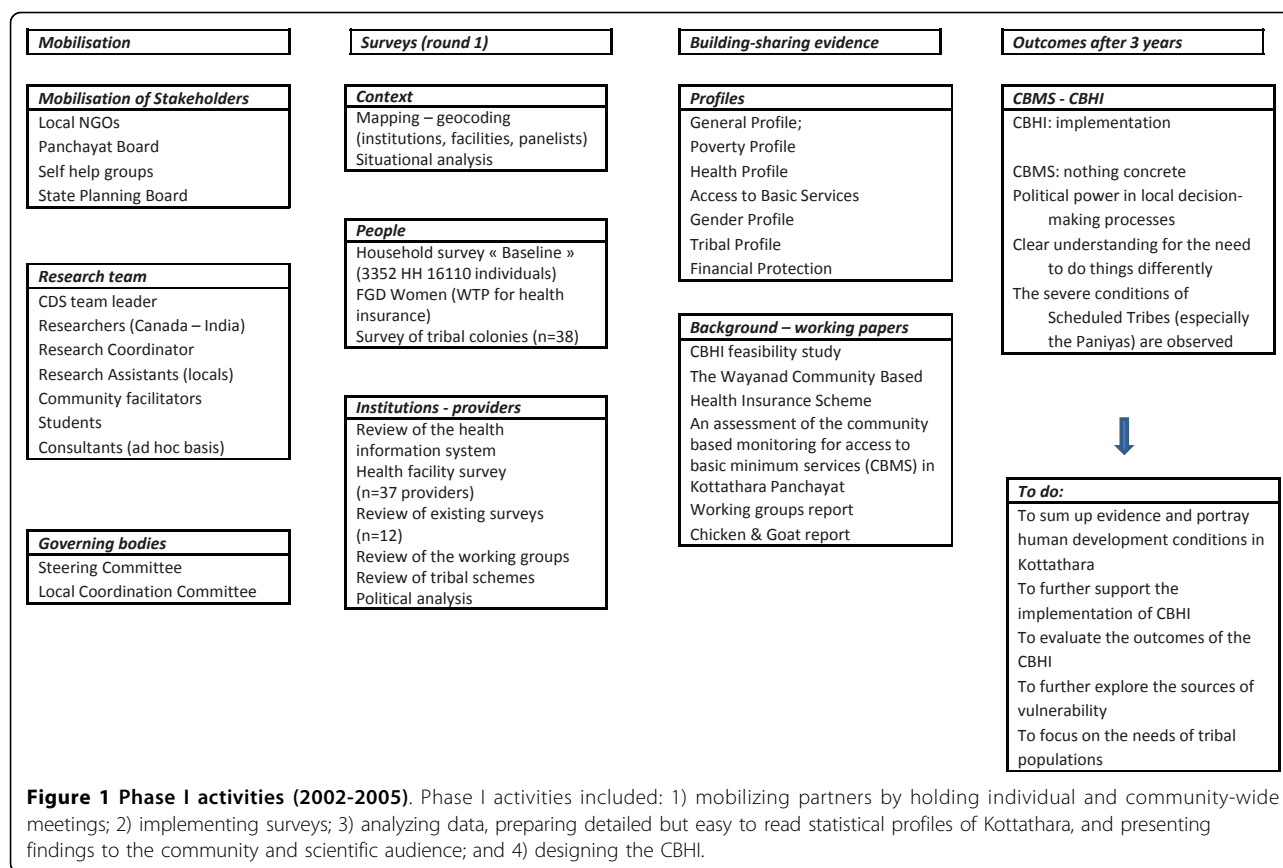 Mobilisation
Mobilisation of Stakeholders
Local NGOs
Panchayat Board
Self help groups
State Planning Board
Research team
CDS team leader
Researchers (Canada – India)
Research Coordinator
Research Assistants (locals)
Community facilitators
Students
Consultants (ad hoc basis)
Governing bodies
Steering Committee
Local Coordination Committee
Surveys (round 1)
Context
Mapping – geocoding
(institutions, facilities, panelists)
Situational analysis
People
Household survey « Baseline »
(3352 HH 16110 individuals)
FGD Women (WTP for health
insurance)
Survey of tribal colonies (n=38)
Institutions - providers
Review of the health
information system
Health facility survey
(n=37 providers)
Review of existing surveys
(n=12)
Review of the working groups
Review of tribal schemes
Political analysis
Building-sharing evidence
Profiles
General Profile;
Poverty Profile
Health Profile
Access to Basic Services
Gender Profile
Tribal Profile
Financial Protection
Background – working papers
CBHI feasibility study
The Wayanad Community Based
Health Insurance Scheme
An assessment of the community
based monitoring for access to
basic minimum services (CBMS) in
Kottathara Panchayat
Working groups report
Chicken & Goat report
Outcomes after 3 years
CBMS - CBHI
CBHI: implementation
CBMS: nothing concrete
Political power in local decision-
making processes
Clear understanding for the need
to do things differently
The severe conditions of
Scheduled Tribes (especially
the Paniyas) are observed
To do:
To sum up evidence and portray
human development conditions in
Kottathara
To further support the
implementation of CBHI
To evaluate the outcomes of the
CBHI
To further explore the sources of
vulnerability
To focus on the needs of tribal
populations
Figure 1 Phase I activities (2002-2005). Phase I activities included: 1) mobilizing partners by holding individual and community-wide
meetings; 2) implementing surveys; 3) analyzing data, preparing detailed but easy to read statistical profiles of Kottathara, and presenting
findings to the community and scientific audience; and 4) designing the CBHI.